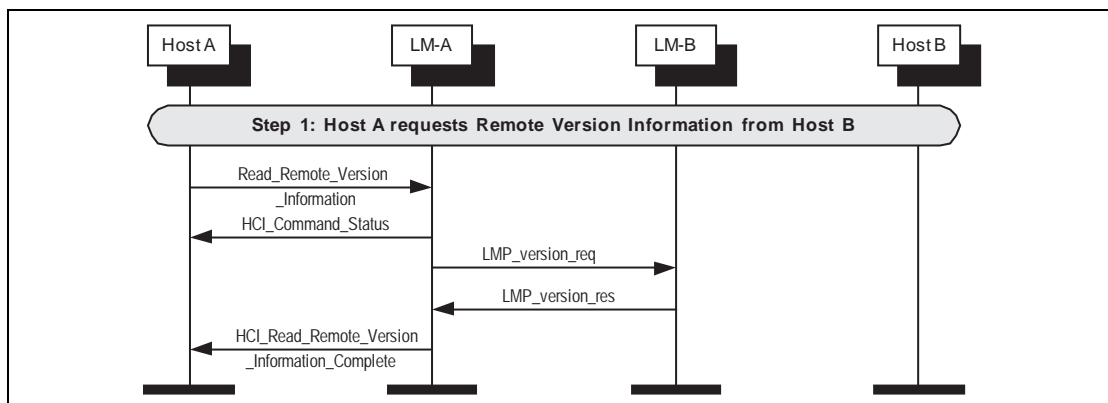 Host A
LM-A
LM-B
Host B
Step 1: Host A requests Remote Version Information from Host B
Read_Remote_Version
_Information
HCI_Command_Status
LMP_version_req
LMP_version_res
HCI_Read_Remote_Version
_Information_Complete